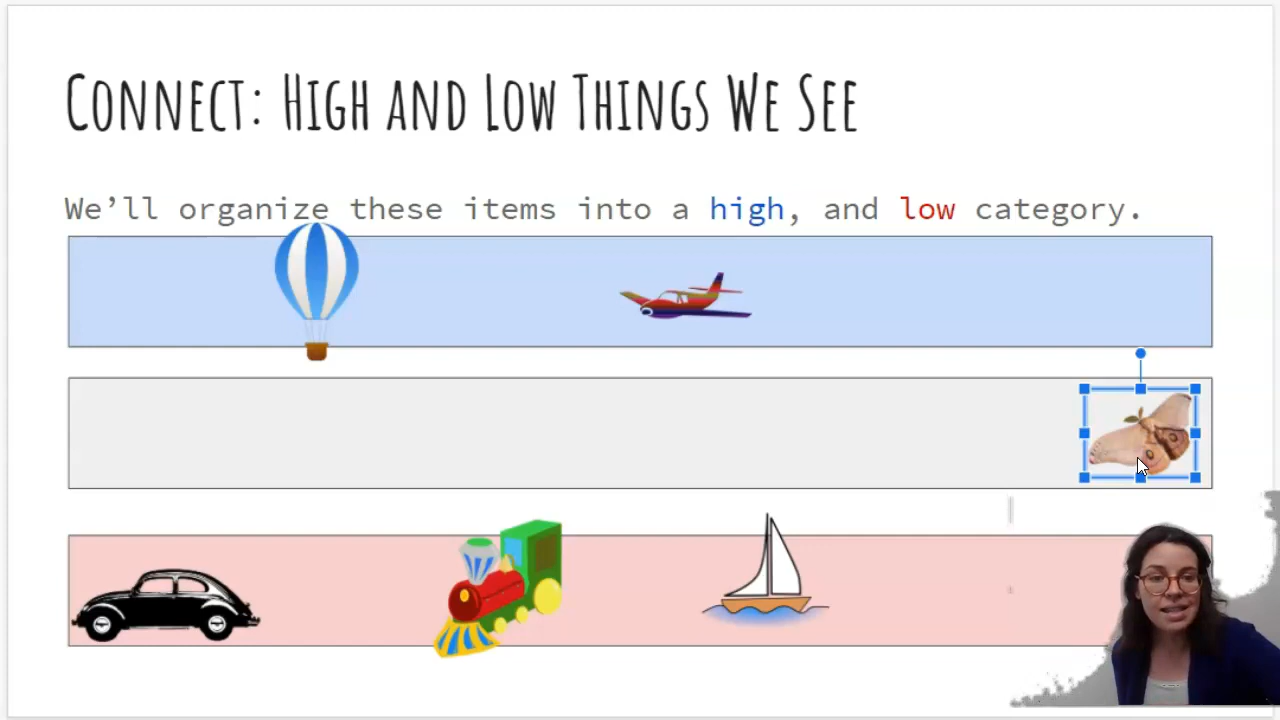 Connect: High and Low Things We See
We’ll organize these items into a high, and low category.